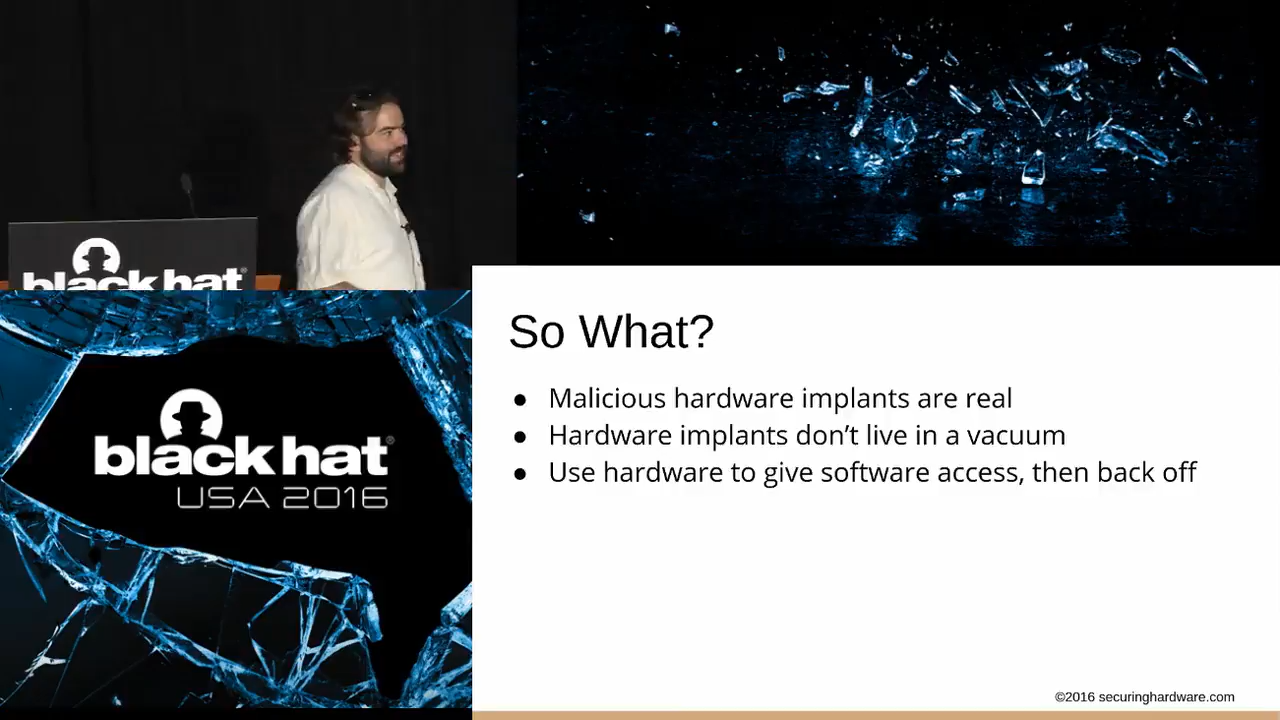 black hat®
black hat®
USA 2016
So What?
● Malicious hardware implants are real
● Hardware implants don’t live in a vacuum
● Use hardware to give software access, then back off
©2016 securinghardware.com